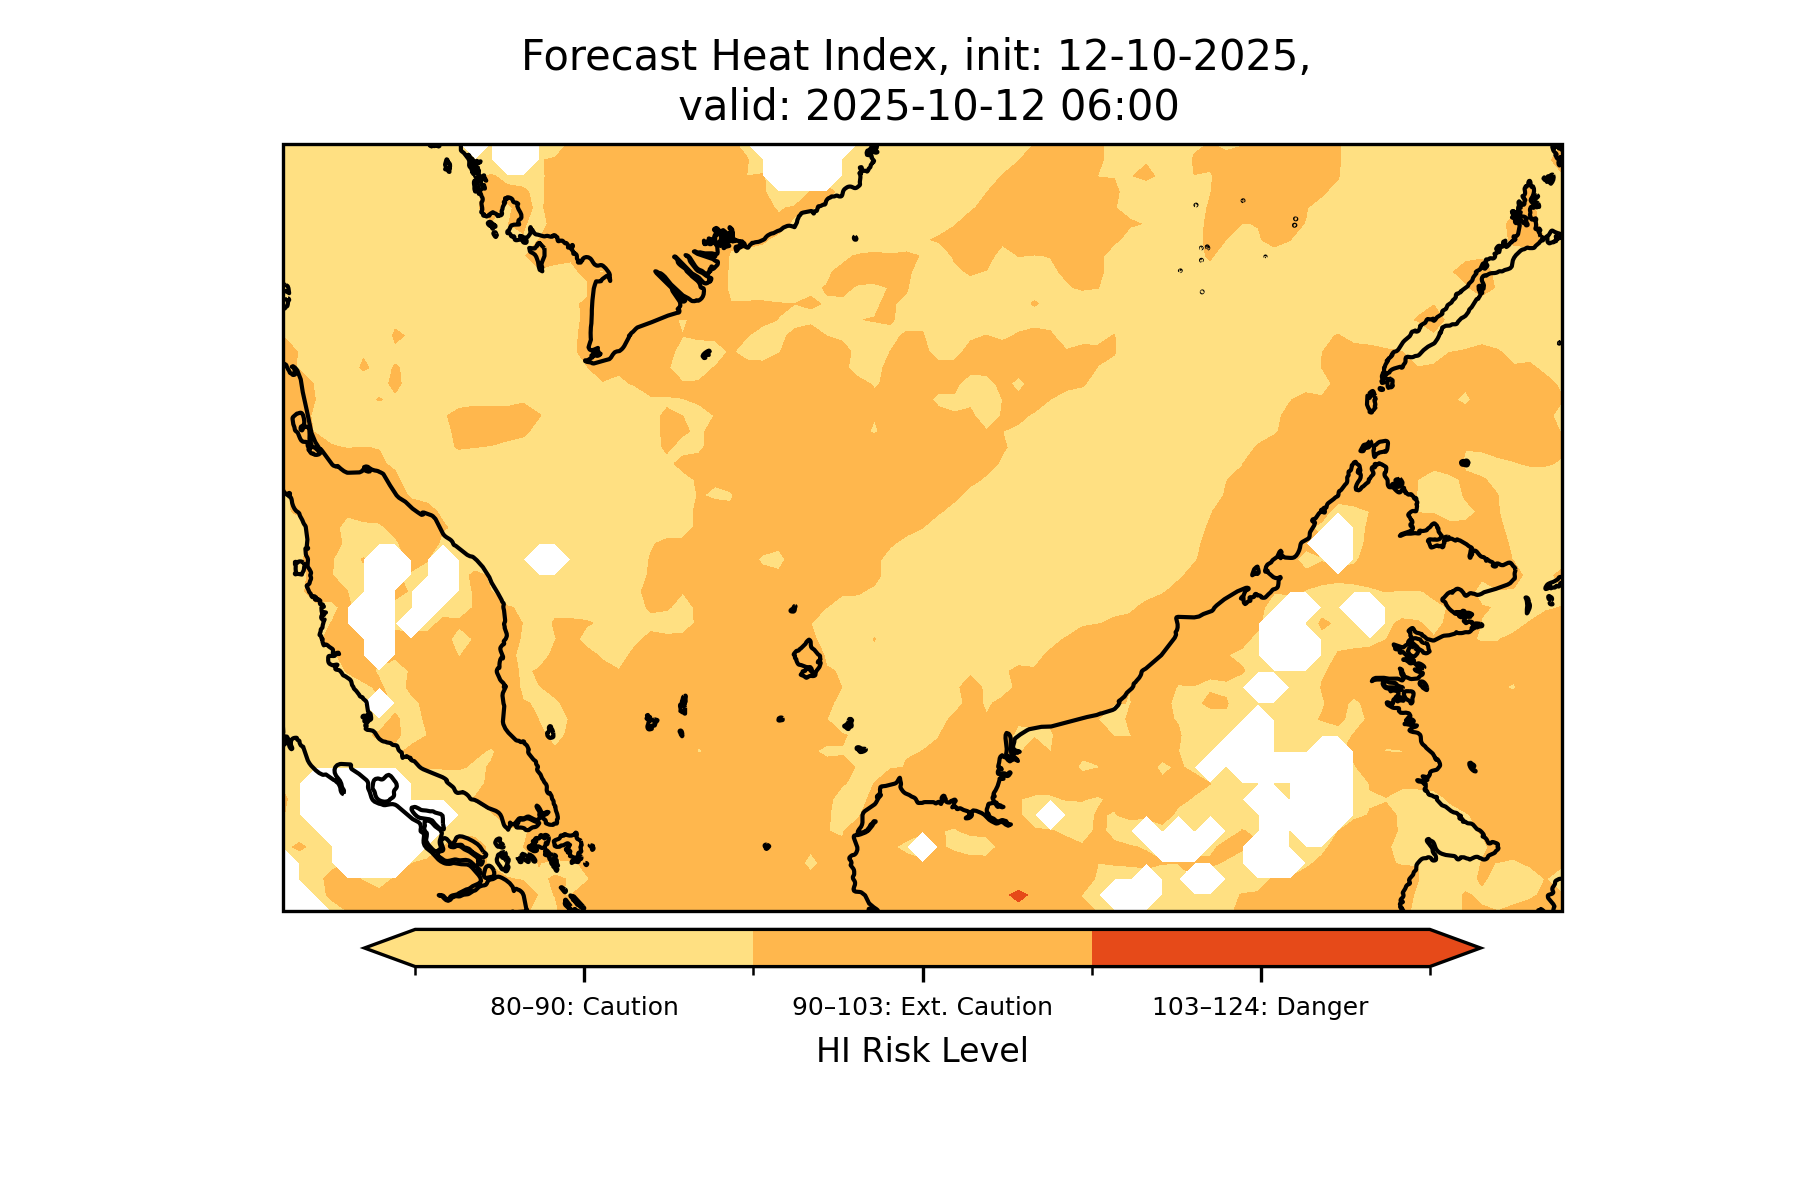 Forecast Heat Index, init: 12-10-2025,
valid: 2025-10-12 06:00
80–90: Caution
90–103: Ext. Caution
103–124: Danger
HI Risk Level